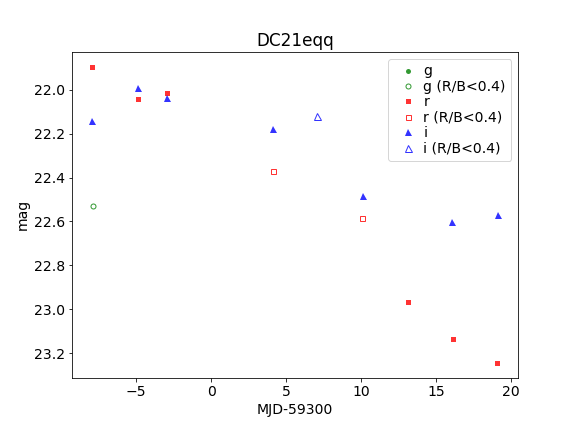 DC21eqq
g
g (R/B<0.4)
r
r (R/B<0.4)
i
i (R/B<0.4)
mag
22.0
22.2
22.4
22.6
22.8
23.0
23.2
−5
0
5
10
15
20
MJD-59300